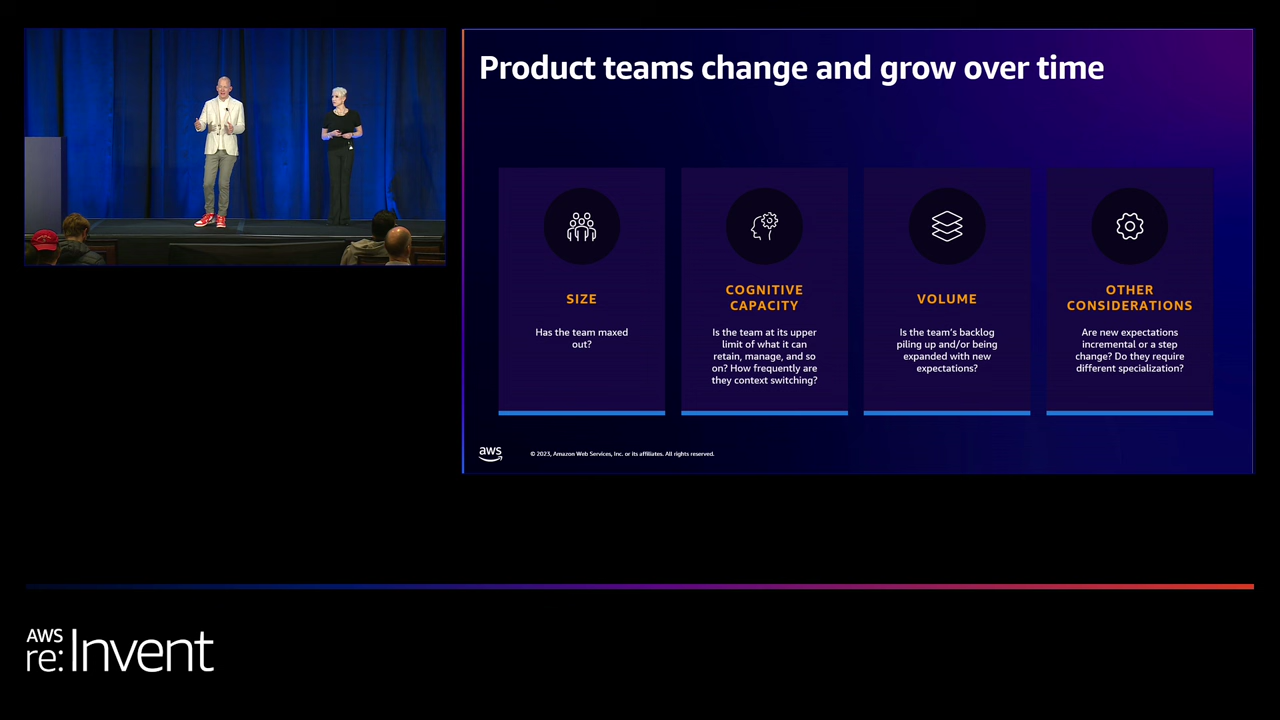 Product teams change and grow over time
SIZE
Has the team maxed
out?
COGNITIVE
CAPACITY
Is the team at its upper
limit of what it can
retain, manage, and so
on? How frequently are
they context switching?
VOLUME
Is the team’s backlog
piling up and/or being
expanded with new
expectations?
OTHER
CONSIDERATIONS
Are new expectations
incremental or a step
change? Do they require
different specialization?
aws
© 2023, Amazon Web Services, Inc. or its affiliates. All rights reserved.
AWS
re:Invent